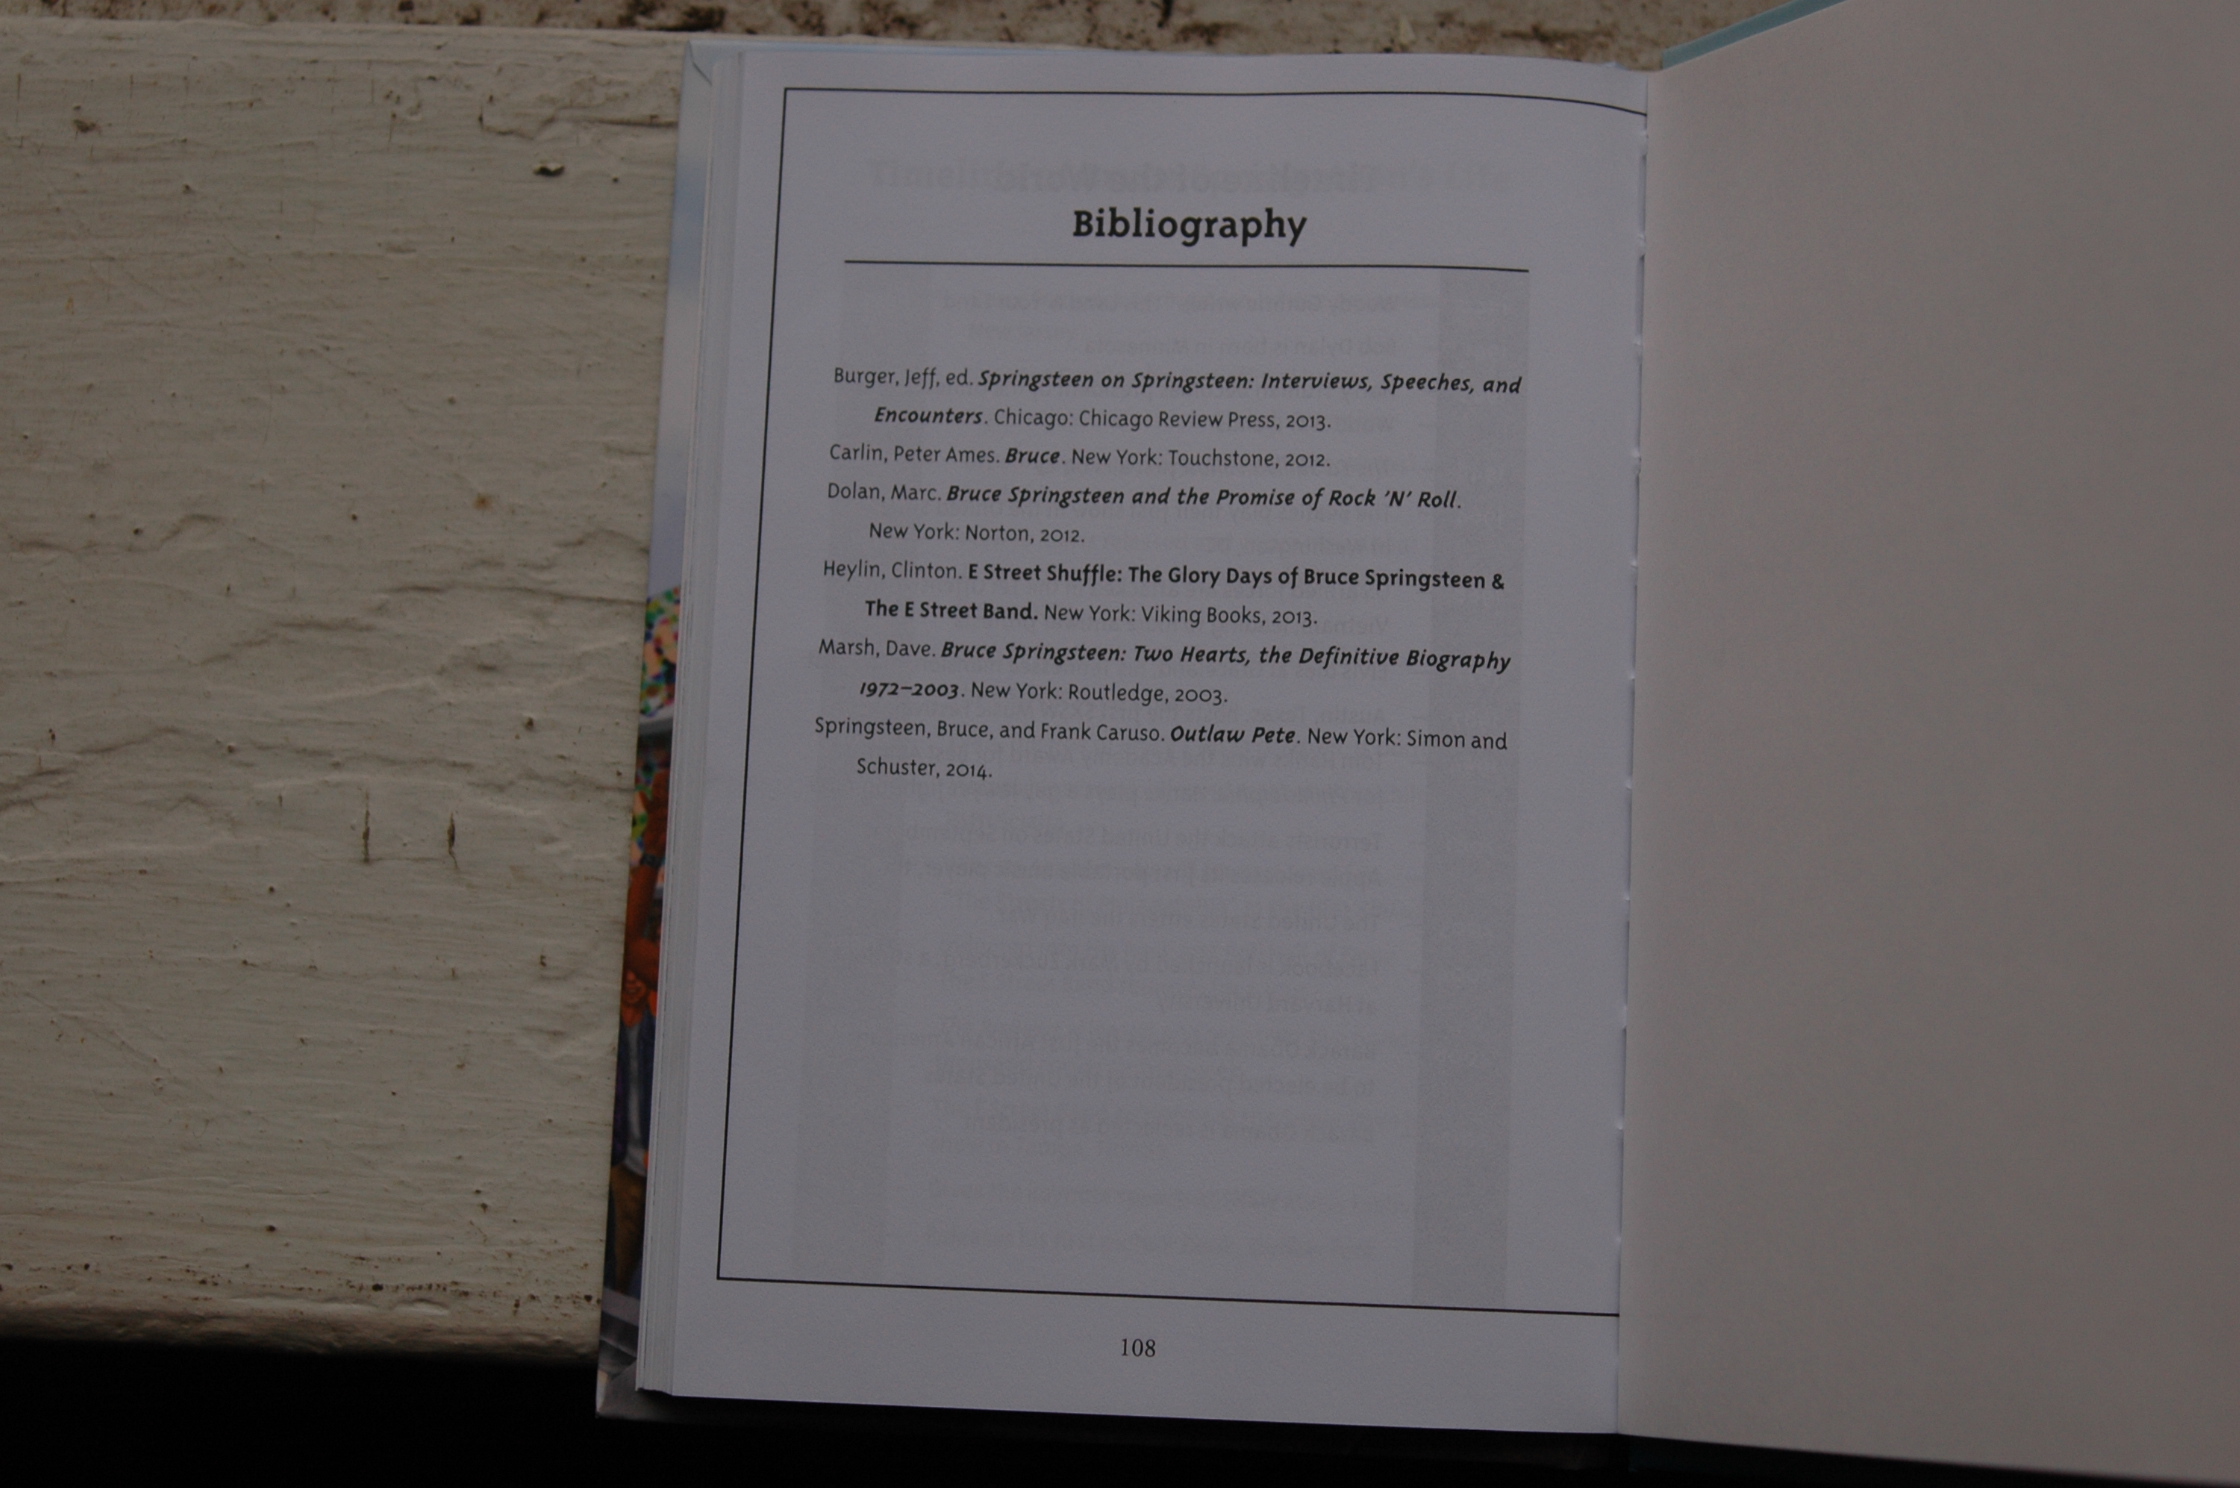 Bibliography
Burger, Jeff, ed. Springsteen on Springsteen: Interviews, Speeches, and
Encounters. Chicago: Chicago Review Press, 2013.
Carlin, Peter Ames. Bruce. New York: Touchstone, 2012.
Dolan, Marc. Bruce Springsteen and the Promise of Rock ’N’ Roll.
New York: Norton, 2012.
Heylin, Clinton. E Street Shuffle: The Glory Days of Bruce Springsteen &
The E Street Band. New York: Viking Books, 2013.
Marsh, Dave. Bruce Springsteen: Two Hearts, the Definitive Biography
1972–2003. New York: Routledge, 2003.
Springsteen, Bruce, and Frank Caruso. Outlaw Pete. New York: Simon and
Schuster, 2014.
108